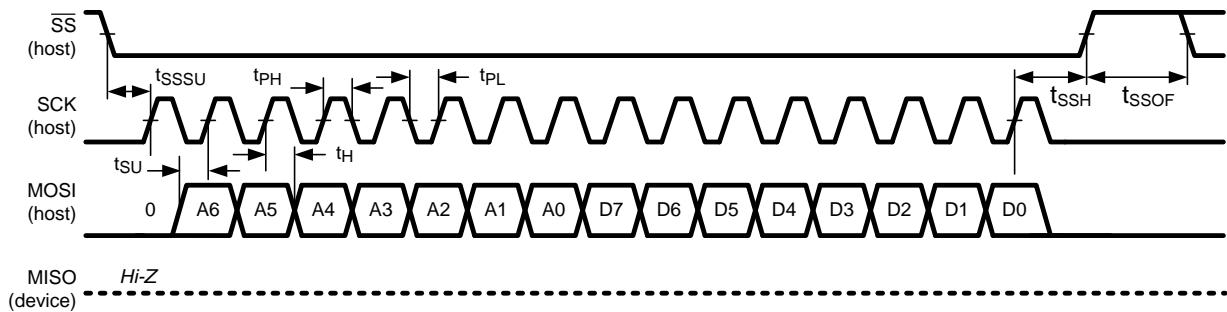 SS
(host)
tSSSU
tPH
tPL
tSSH
tSSOF
SCK
(host)
tSU
tH
MOSI
(host)
0 A6 A5 A4 A3 A2 A1 A0 D7 D6 D5 D4 D3 D2 D1 D0
MISO
(device)
Hi-Z